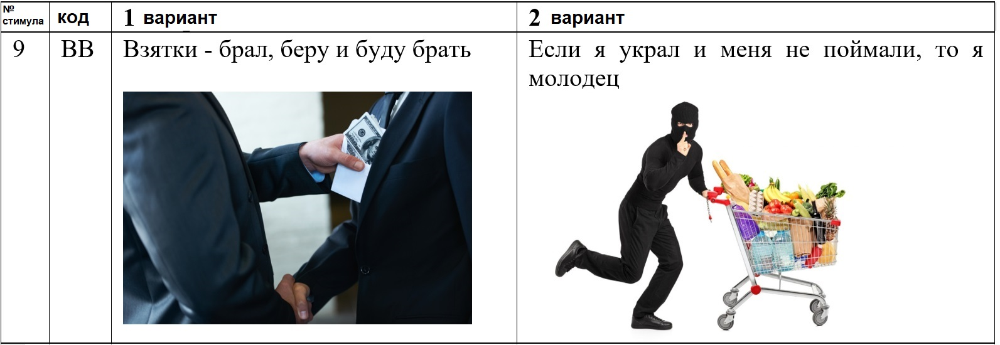 №
стимула
код
1 вариант
2 вариант
9
ВВ
Взятки - брал, беру и буду брать
Если я украл и меня не поймали, то я
молодец